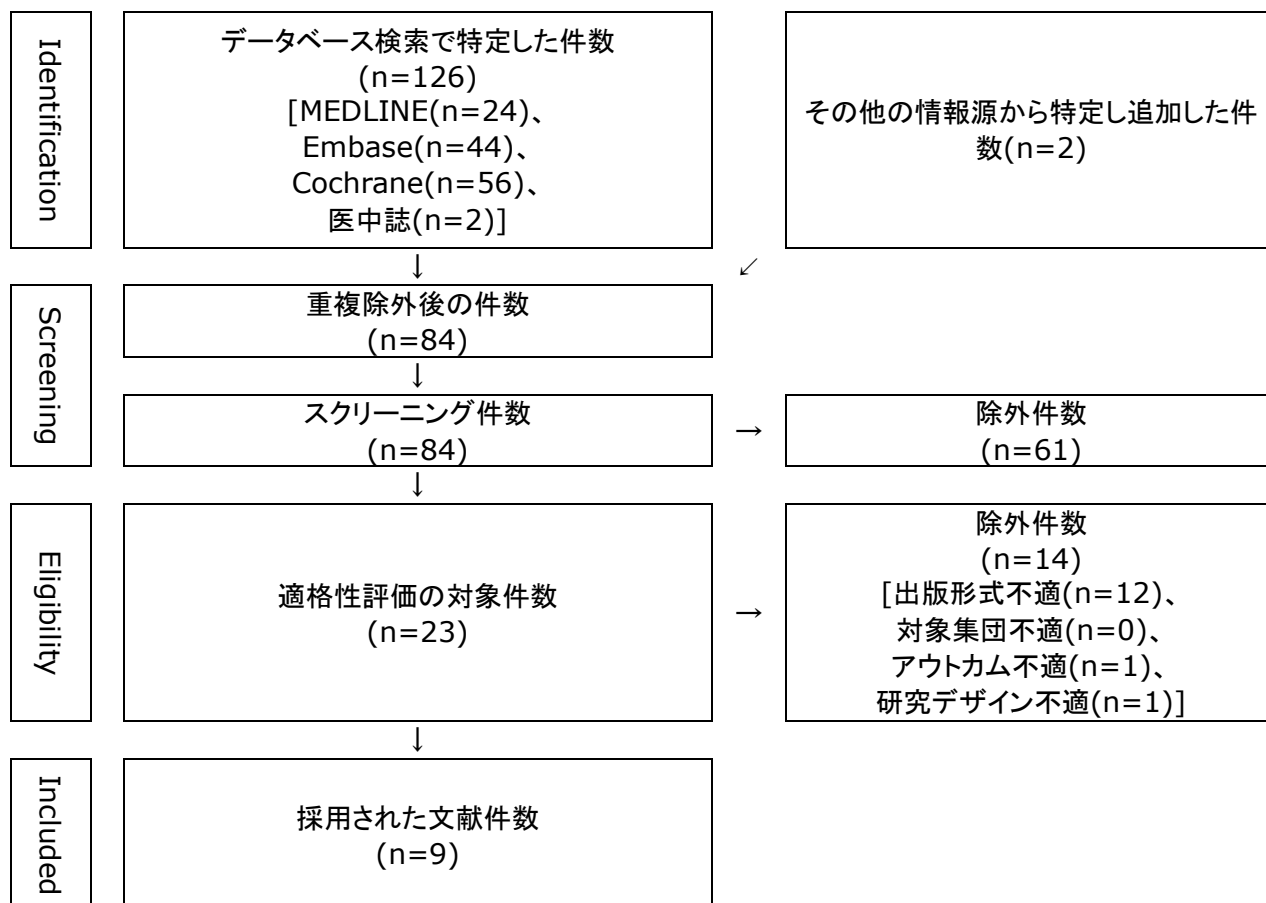 Identification
データベース検索で特定した件数
(n=126)
[MEDLINE(n=24)、
Embase(n=44)、
Cochrane(n=56)、
医中誌(n=2)]
その他の情報源から特定し追加した件
数(n=2)
↓
↙
Screening
重複除外後の件数
(n=84)
↓
スクリーニング件数
(n=84)
→
除外件数
(n=61)
↓
Eligibility
適格性評価の対象件数
(n=23)
→
除外件数
(n=14)
[出版形式不適(n=12)、
対象集団不適(n=0)、
アウトカム不適(n=1)、
研究デザイン不適(n=1)]
↓
Included
採用された文献件数
(n=9)